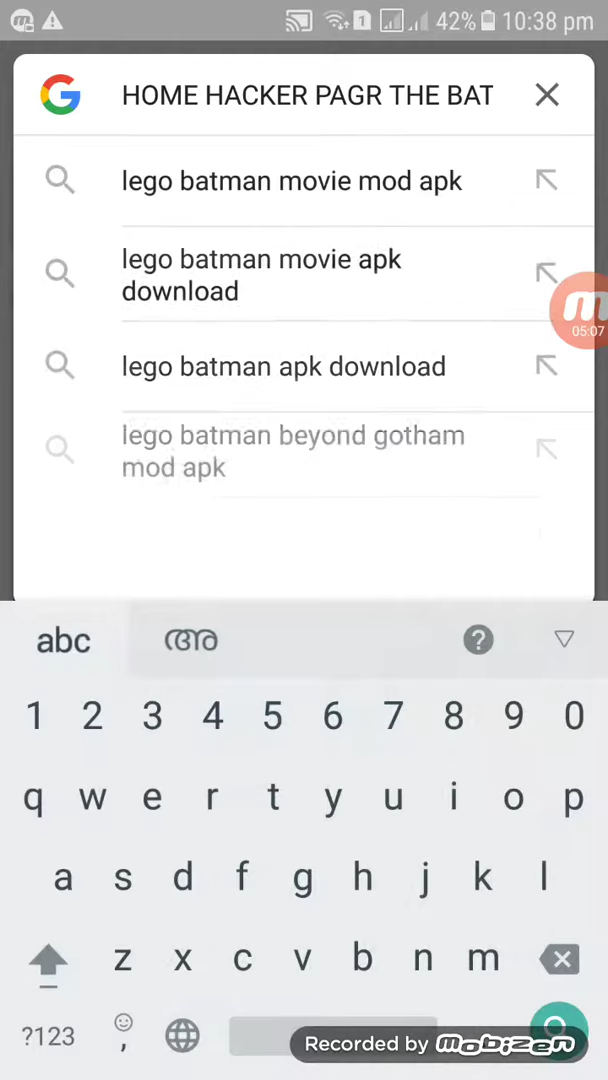 42% 10:38 pm
HOME HACKER PAGR THE BAT
lego batman movie mod apk
lego batman movie apk
download
05:07
lego batman apk download
lego batman beyond gotham
mod apk
abc അ ?
1 2 3 4 5 6 7 8 9 0
q w e r t y u i o p
a s d f g h j k l
z x c v b n m
?123 ,
Recorded by mobizen